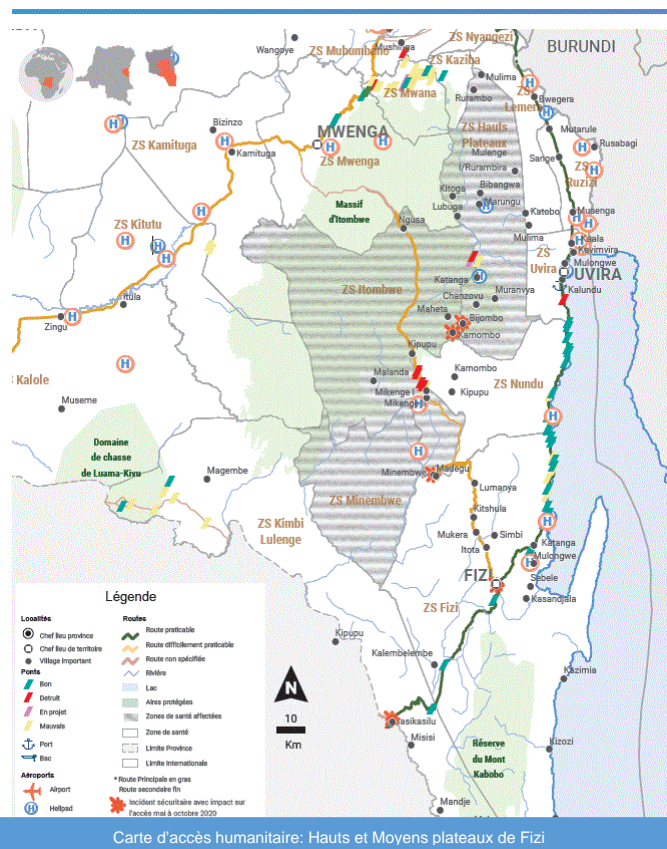 ZS Nyangezi
BURUNDI
Wangoye
ZS Mubumbano
Mushinga
ZS Kaziba
Mulima
ZS Mwana
Rurambo
ZS
Lemera
Bwegera
Bizinzo
ZS Kamituga
MWENGA
ZS Hauts
Plateaux
Mutarule
Rusabagi
Kamituga
ZS Mwenga
Mulenge
Sange
I/Rurambira
ZS
Ruzizi
Massif
d'Itombwe
Kitoga
Bibangwa
Marungu
Lubuga
Katobo
Musenga
ZS Kitutu
Ngusa
Mulima
Kaala
Kevimvira
ZS
Uvira
Mulongwe
UVIRA
Katanga
Kalundu
ZS Itombwe
Chanzovu
Muranvya
Itula
Maheta
Bijombo
Zingu
Kamombo
Kipupu
Kalole
Malanda
Kamombo
ZS Nundu
Mikenge I
Kipupu
Museme
Domaine
de chasse
de Luama-Kivu
Magembe
Minembwe
Madegu
Lumanya
ZS Minembwe
ZS Kimbi
Lulenge
Kitshula
Mukera
Simbi
Itota
Katanga
Mulongwe
FIZI
Sebele
Kasandjala
ZS Fizi
Kipupu
Kalembelembe
Kazimia
N
10
Km
Misisi
Réserve
du Mont
Kabobo
Kizozi
Mandje
Légende
Looalités
Chef lieu province
Chef lieu de territoire
Village important
Ponts
Bon
Detruit
En projet
Mauvais
Port
Bac
Aéroports
Airport
Helipad
Routes
Route praticable
Route difficilement praticable
Route non spécifiée
Rivière
Lac
Aires protégées
Zones de santé affectées
Zone de santé
Limite Province
Limite Internationale
* Route Principale en gras
Route secondaire fin
Incident sécuritaire avec impact sur
l'accès mai à octobre 2020
Carte d'accès humanitaire: Hauts et Moyens plateaux de Fizi